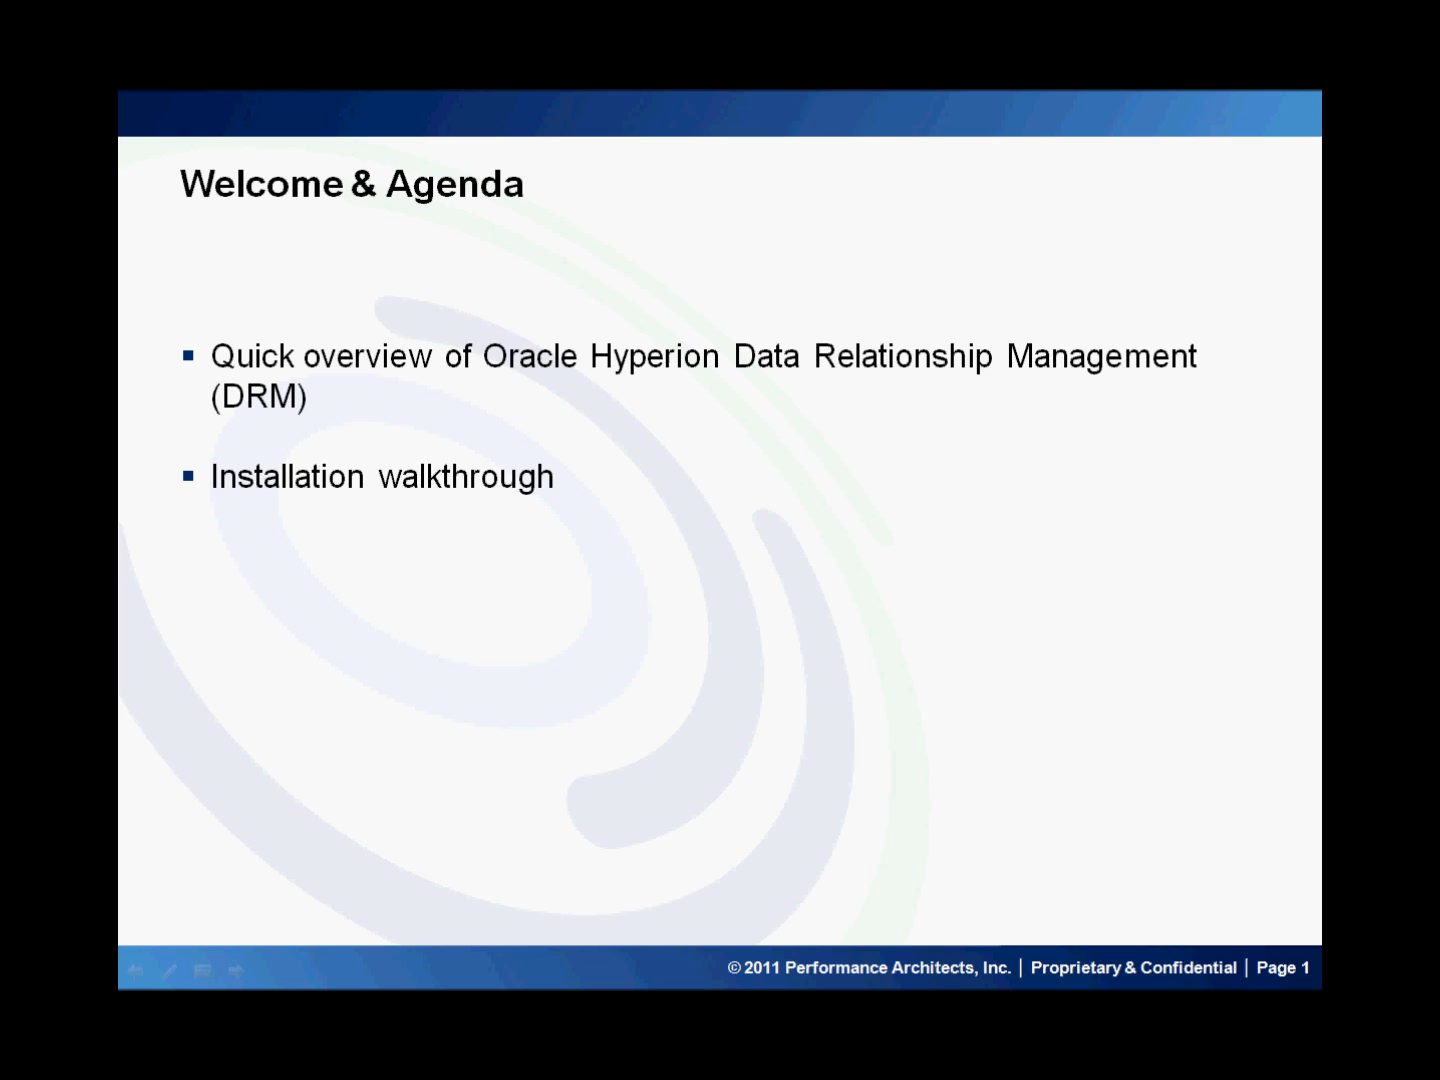 Welcome & Agenda
▪ Quick overview of Oracle Hyperion Data Relationship Management
(DRM)
▪ Installation walkthrough
© 2011 Performance Architects, Inc. | Proprietary & Confidential | Page 1